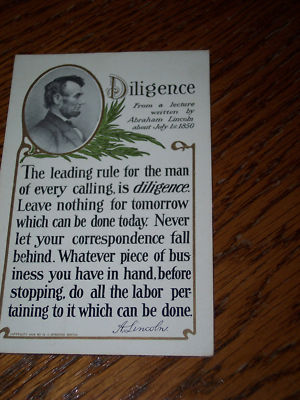 Diligence
From a lecture
written by
Abraham Lincoln
about July 1st 1850
The leading rule for the man
of every calling, is diligence.
Leave nothing for tomorrow
which can be done today. Never
let your correspondence fall
behind. Whatever piece of bus-
iness you have in hand, before
stopping, do all the labor per-
taining to it which can be done.
A. Lincoln.